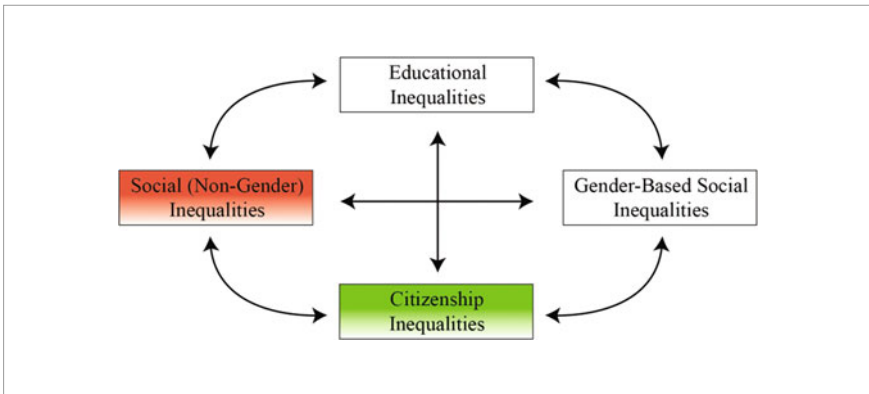 Educational
Inequalities
Social (Non-Gender)
Inequalities
Gender-Based Social
Inequalities
Citizenship
Inequalities